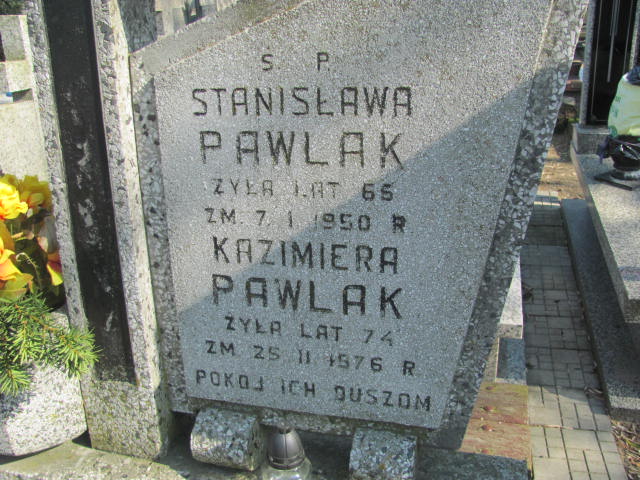 Ś P.
STANISŁAWA
PAWLAK
ŻYŁA LAT 65
ZM. 7. I 1950 R
KAZIMIERA
PAWLAK
ŻYŁA LAT 74
ZM 25 II 1976 R
POKÓJ ICH DUSZOM